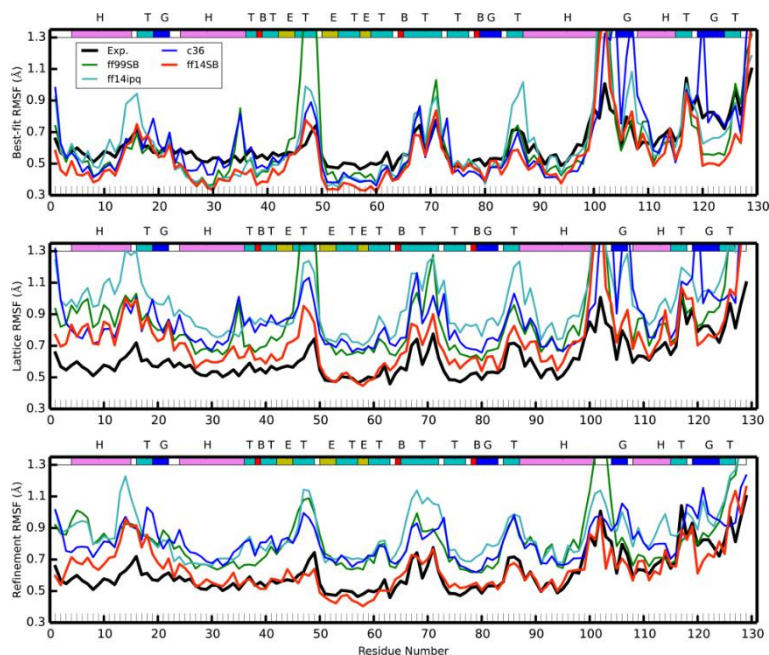 H T G H T B T E T E T E T B T T B G T H G H T G T
1.3
Exp.
c36
ff99SB
ff14SB
ff14ipq
1.1
0.9
0.7
0.5
0.3
Best-fit RMSF (Å)
0 10 20 30 40 50 60 70 80 90 100 110 120 130
H T G H T B T E T E T E T B T T B G T H G H T G T
1.3
1.1
0.9
0.7
0.5
0.3
Lattice RMSF (Å)
0 10 20 30 40 50 60 70 80 90 100 110 120 130
H T G H T B T E T E T E T B T T B G T H G H T G T
1.3
1.1
0.9
0.7
0.5
0.3
Refinement RMSF (Å)
0 10 20 30 40 50 60 70 80 90 100 110 120 130
Residue Number